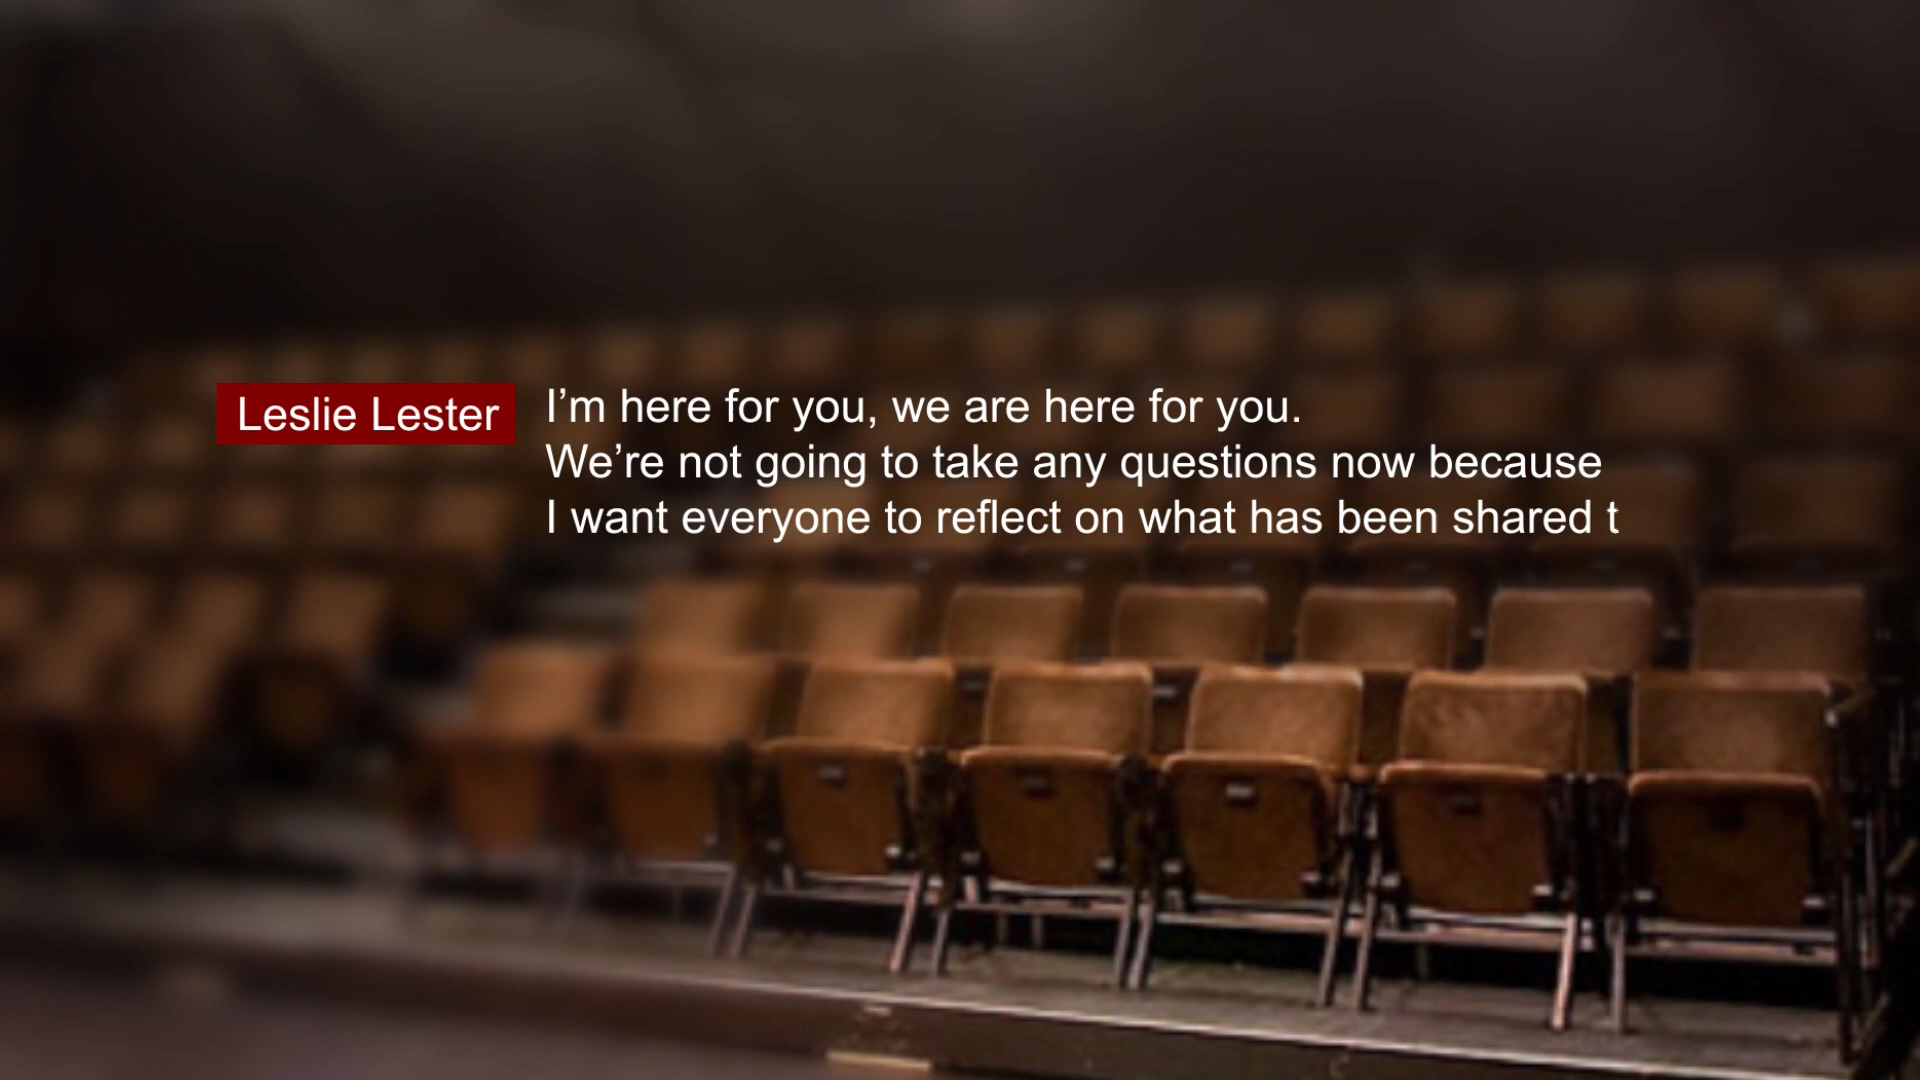 Leslie Lester
I’m here for you, we are here for you.
We’re not going to take any questions now because
I want everyone to reflect on what has been shared t